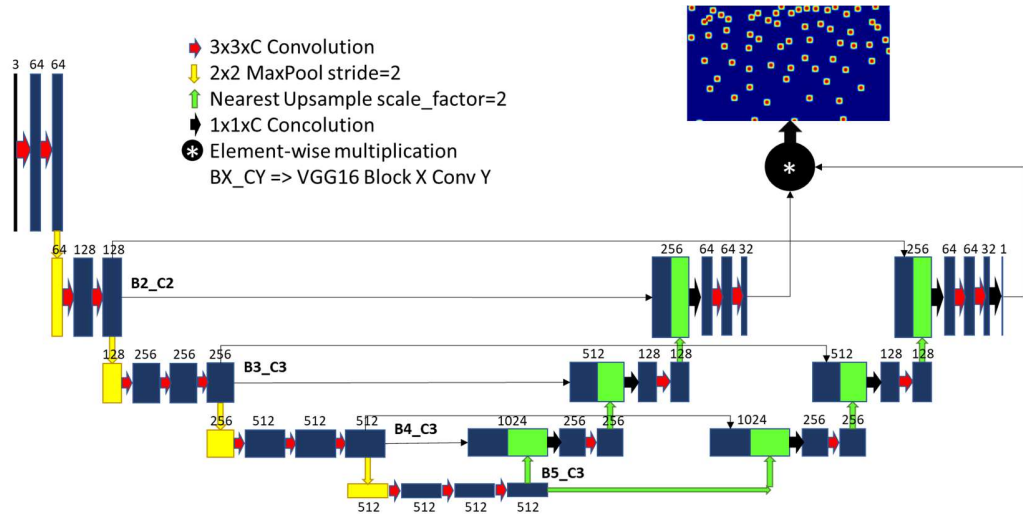 3x3xC Convolution
2x2 MaxPool stride=2
Nearest Upsample scale_factor=2
1x1xC Concolution
* Element-wise multiplication
BX_CY => VGG16 Block X Conv Y
3 64 64
64 128 128
B2_C2
256 64 64 32
256 64 64 32 1
128 256 256 256
B3_C3
512 128 128
512 128 128
256 512 512 512
B4_C3
1024 256 256
1024 256 256
B5_C3
512 512 512 512
*